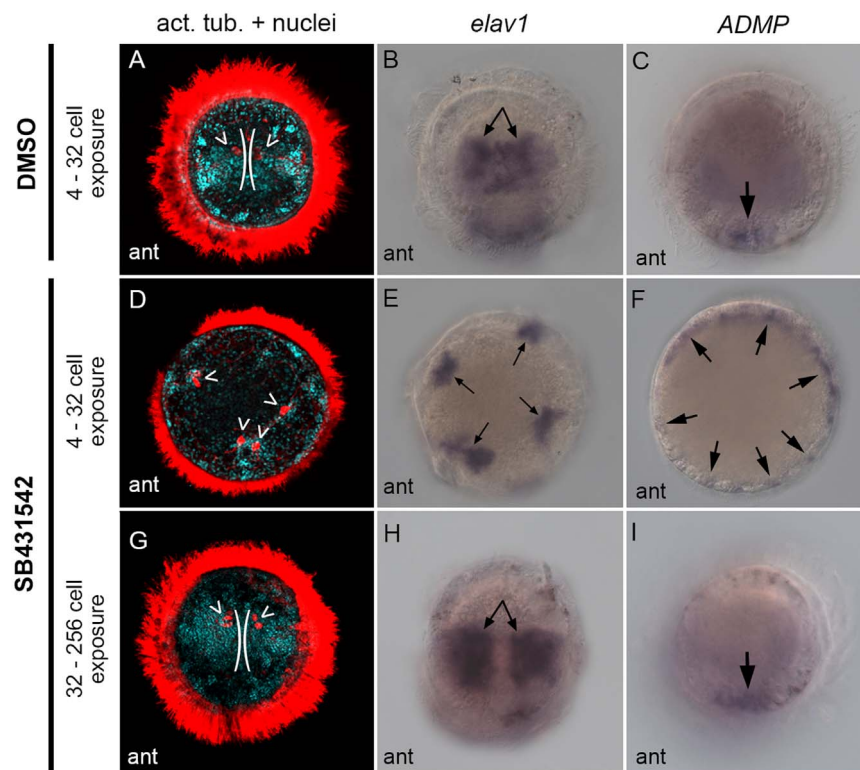 act. tub. + nuclei
elav1
ADMP
DMSO
4 - 32 cell
exposure
A
ant
B
ant
C
ant
SB431542
4 - 32 cell
exposure
D
ant
E
ant
F
ant
32 - 256 cell
exposure
G
ant
H
ant
I
ant